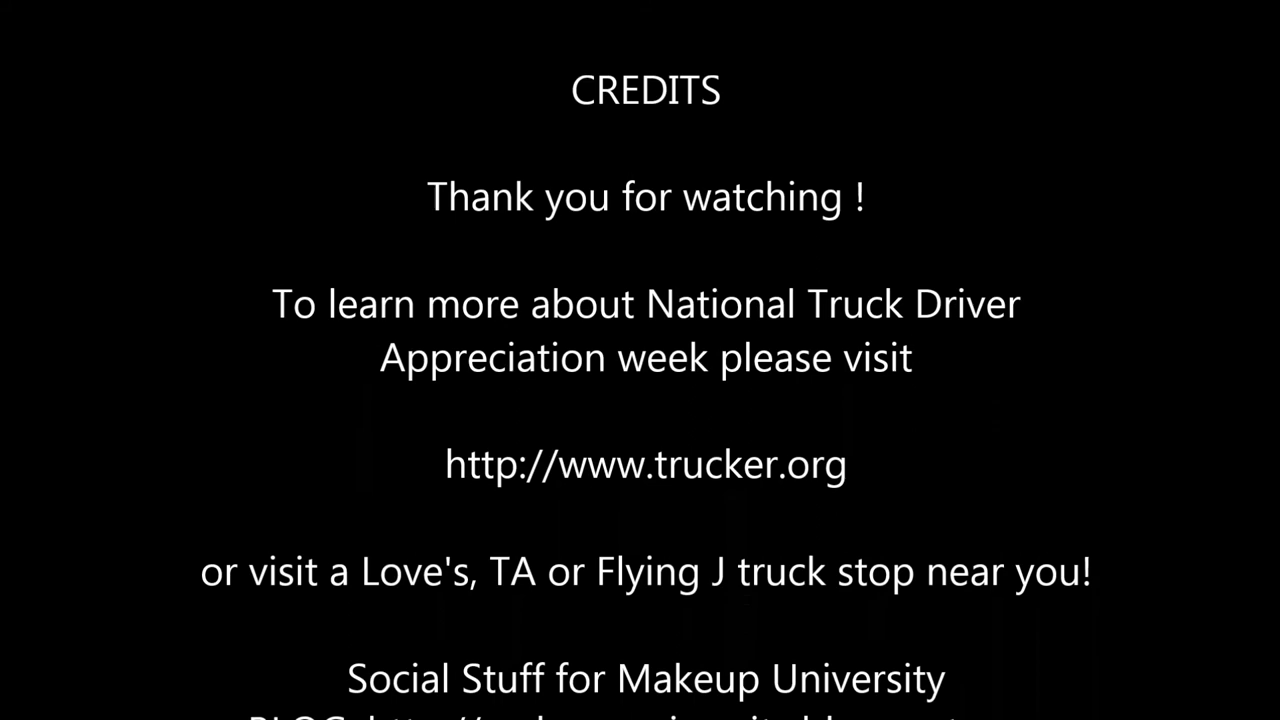 CREDITS
Thank you for watching !
To learn more about National Truck Driver
Appreciation week please visit
http://www.trucker.org
or visit a Love's, TA or Flying J truck stop near you!
Social Stuff for Makeup University